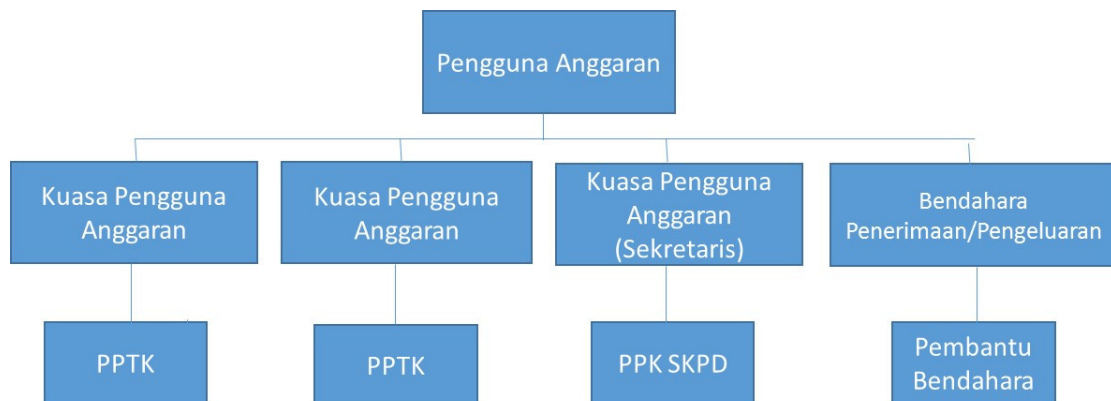 Pengguna Anggaran
Kuasa Pengguna
Anggaran
Kuasa Pengguna
Anggaran
Kuasa Pengguna
Anggaran
(Sekretaris)
Bendahara
Penerimaan/Pengeluaran
PPTK
PPTK
PPK SKPD
Pembantu
Bendahara